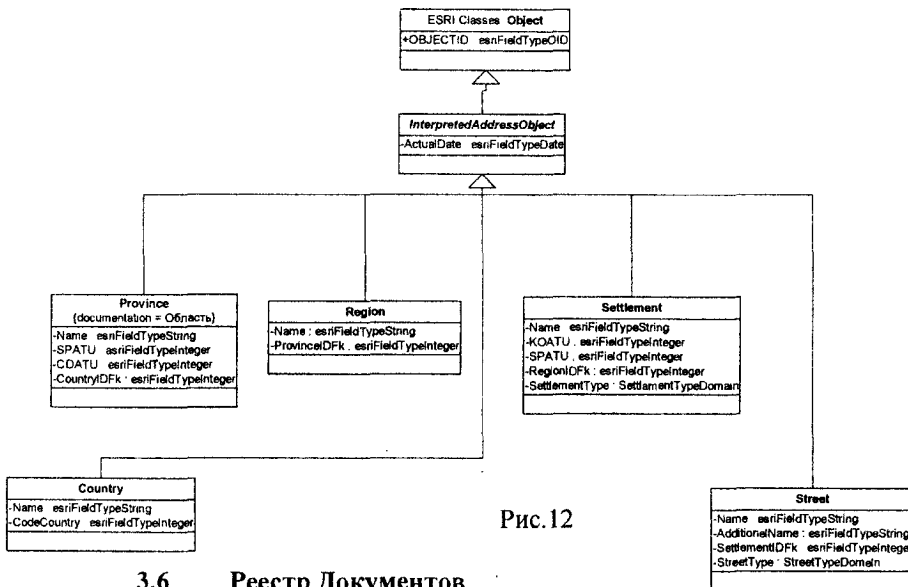 ESRI Classes Object
+OBJECTID esriFieldTypeOID
InterpretedAddressObject
-ActualDate esriFieldTypeDate
Province
{documentation = Область}
-Name esriFieldTypeString
-SPATU esriFieldTypeInteger
-COATU esriFieldTypeInteger
-CountryIDFk : esriFieldTypeInteger
Region
-Name : esriFieldTypeString
-ProvinceIDFk . esriFieldTypeInteger
Settlement
-Name esriFieldTypeString
-KOATU . esriFieldTypeInteger
-SPATU . esriFieldTypeInteger
-RegionIDFk : esriFieldTypeInteger
-SettlementType : SettlementTypeDomain
Country
-Name esriFieldTypeString
-CodeCountry esriFieldTypeInteger
Street
-Name esriFieldTypeString
-AdditionelName : esriFieldTypeString
-SettlementIDFk esriFieldTypeInteger
-StreetType : StreetTypeDomain
Рис.12
3.6 Реестр Документов